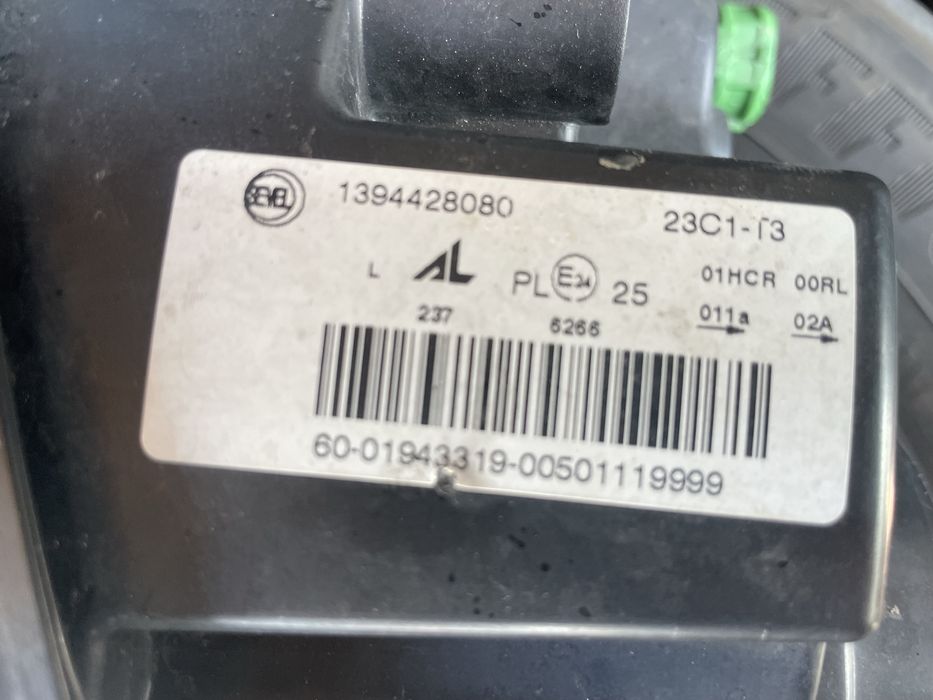 SEVEL 1394428080 23C1-T3
L AL PL E24 25 01HCR 00RL
237 6266 011a 02A
60-01943319-00501119999